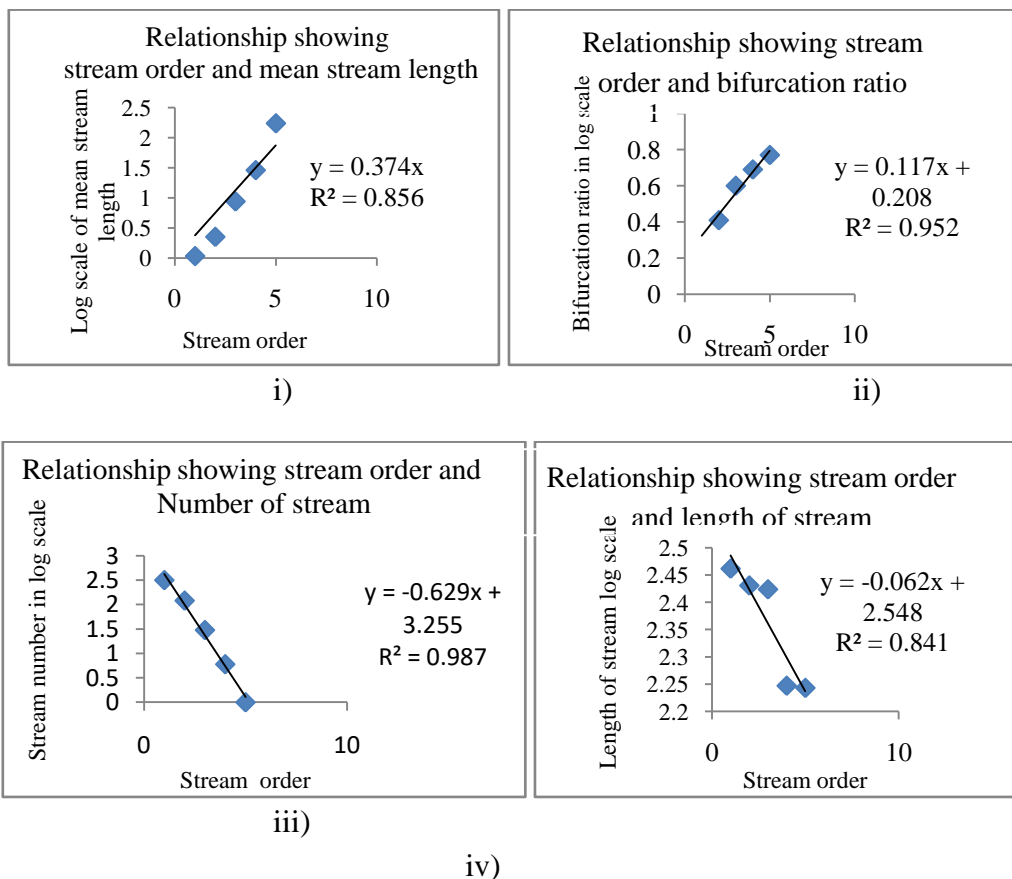 Relationship showing
stream order and mean stream length
Log scale of mean stream
length
2.5
2
1.5
1
0.5
0
y = 0.374x
R² = 0.856
0 5 10
Stream order
i)
Relationship showing stream
order and bifurcation ratio
Bifurcation ratio in log scale
1
0.8
0.6
0.4
0.2
0
y = 0.117x +
0.208
R² = 0.952
0 5 10
Stream order
ii)
Relationship showing stream order and
Number of stream
Stream number in log scale
3
2.5
2
1.5
1
0.5
0
y = -0.629x +
3.255
R² = 0.987
0 10
Stream order
iii)
Relationship showing stream order
and length of stream
Length of stream log scale
2.5
2.45
2.4
2.35
2.3
2.25
2.2
y = -0.062x +
2.548
R² = 0.841
0 10
Stream order
iv)